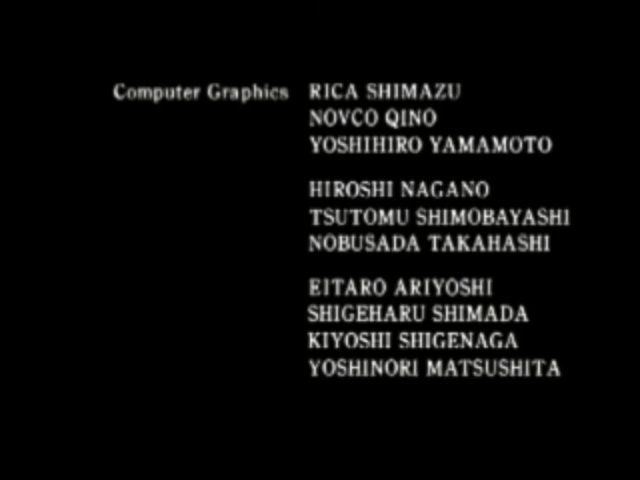 Computer Graphics RICA SHIMAZU
NOVCO QINO
YOSHIHIRO YAMAMOTO
HIROSHI NAGANO
TSUTOMU SHIMOBAYASHI
NOBUSADA TAKAHASHI
EITARO ARIYOSHI
SHIGEHARU SHIMADA
KIYOSHI SHIGENAGA
YOSHINORI MATSUSHITA